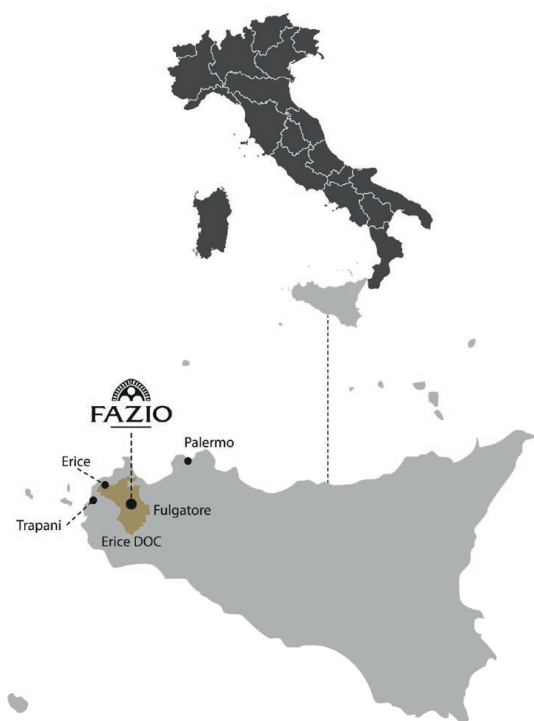 FAZIO
Palermo
Erice
Fulgatore
Trapani
Erice DOC